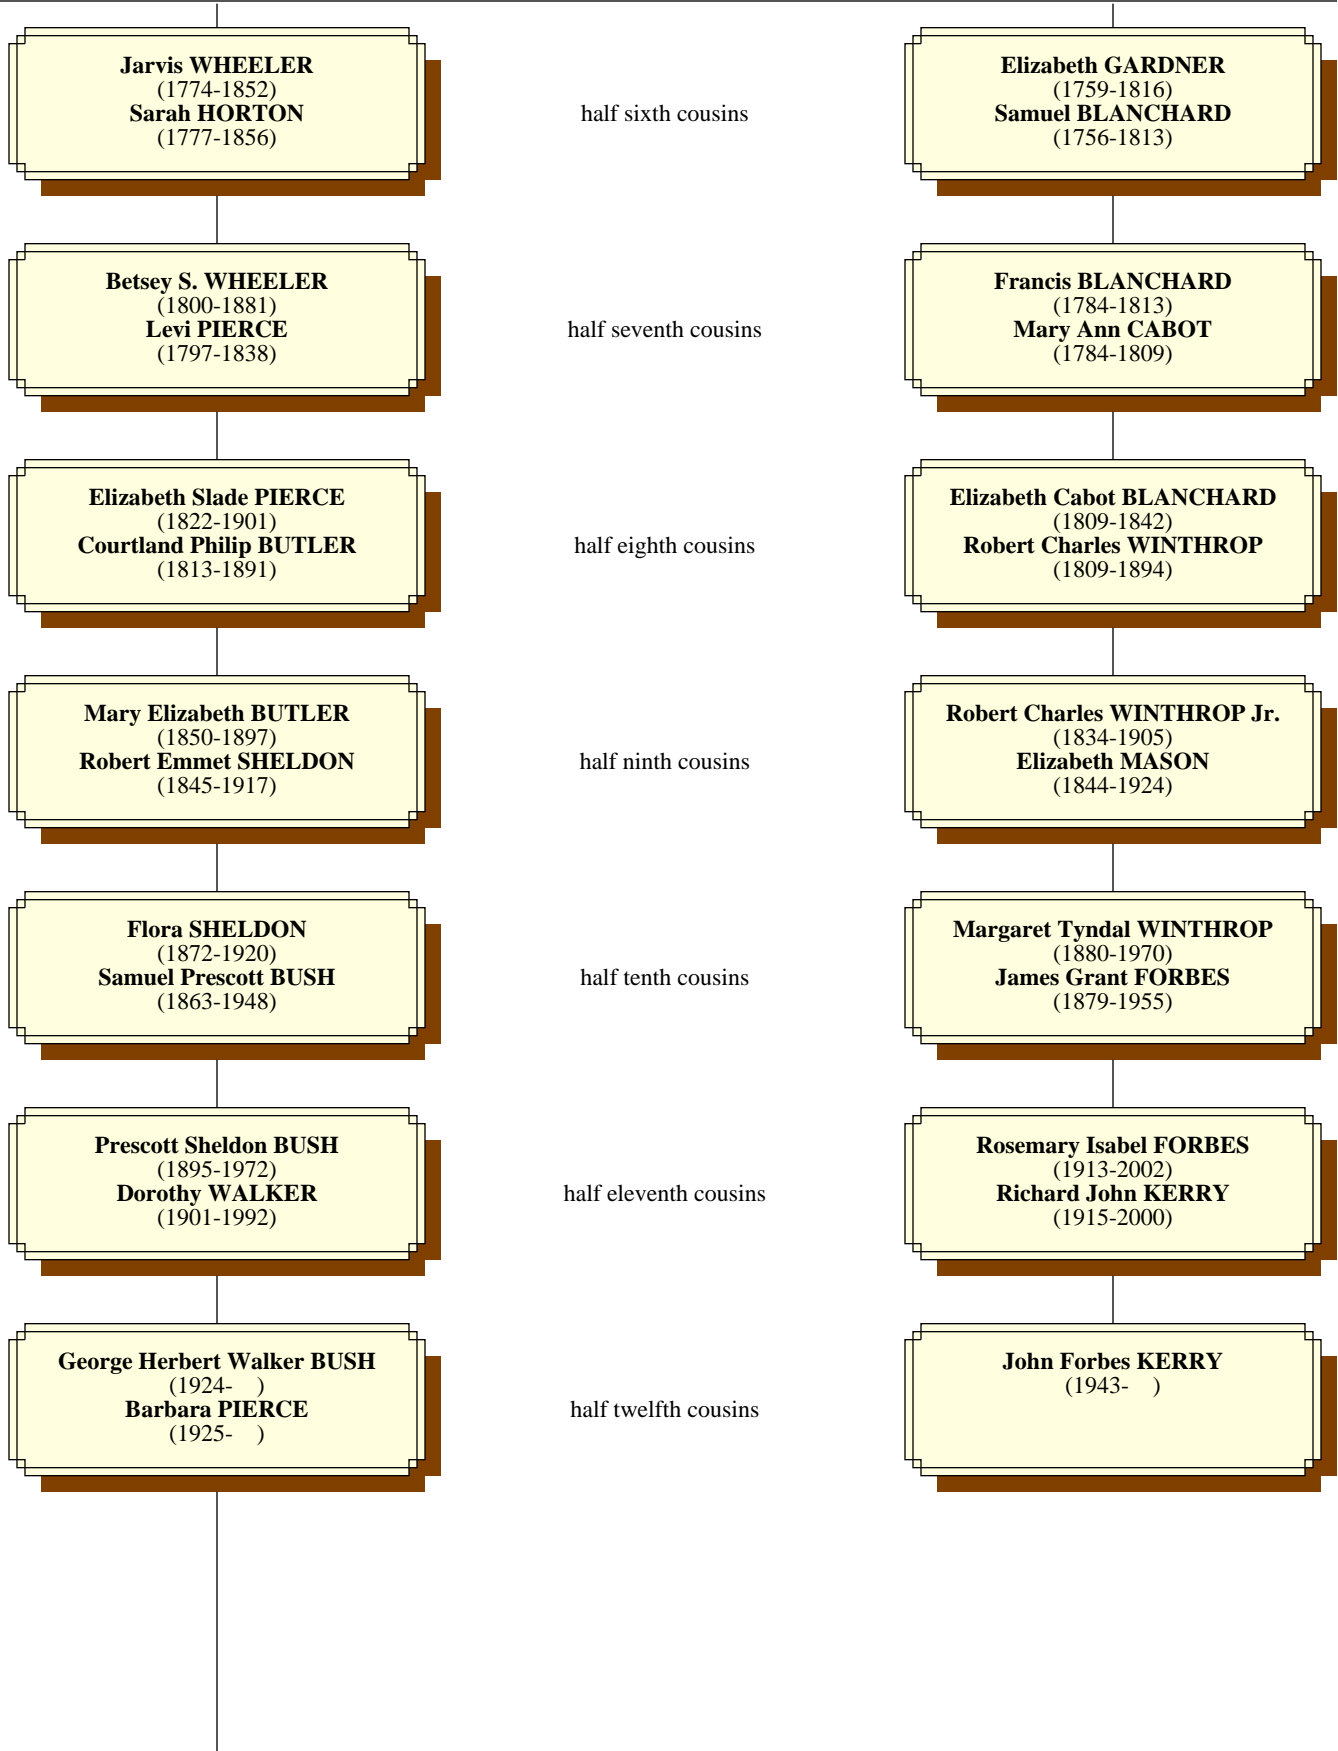 Jarvis WHEELER
(1774-1852)
Sarah HORTON
(1777-1856)
half sixth cousins
Elizabeth GARDNER
(1759-1816)
Samuel BLANCHARD
(1756-1813)
Betsey S. WHEELER
(1800-1881)
Levi PIERCE
(1797-1838)
half seventh cousins
Francis BLANCHARD
(1784-1813)
Mary Ann CABOT
(1784-1809)
Elizabeth Slade PIERCE
(1822-1901)
Courtland Philip BUTLER
(1813-1891)
half eighth cousins
Elizabeth Cabot BLANCHARD
(1809-1842)
Robert Charles WINTHROP
(1809-1894)
Mary Elizabeth BUTLER
(1850-1897)
Robert Emmet SHELDON
(1845-1917)
half ninth cousins
Robert Charles WINTHROP Jr.
(1834-1905)
Elizabeth MASON
(1844-1924)
Flora SHELDON
(1872-1920)
Samuel Prescott BUSH
(1863-1948)
half tenth cousins
Margaret Tyndal WINTHROP
(1880-1970)
James Grant FORBES
(1879-1955)
Prescott Sheldon BUSH
(1895-1972)
Dorothy WALKER
(1901-1992)
half eleventh cousins
Rosemary Isabel FORBES
(1913-2002)
Richard John KERRY
(1915-2000)
George Herbert Walker BUSH
(1924-    )
Barbara PIERCE
(1925-    )
half twelfth cousins
John Forbes KERRY
(1943-    )